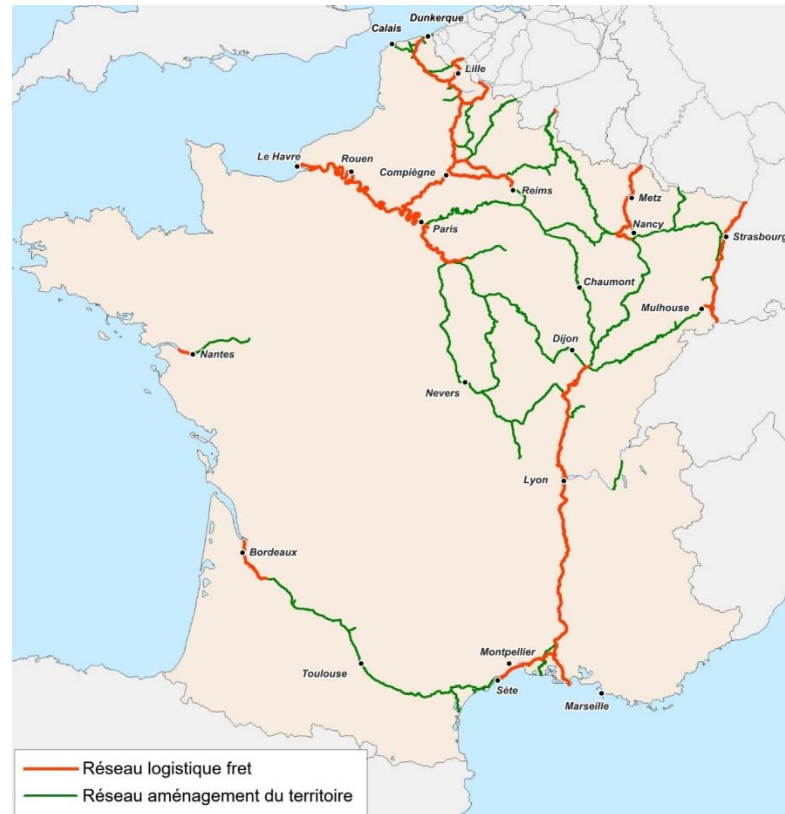 Dunkerque
Calais
Lille
Le Havre
Rouen
Compiègne
Reims
Metz
Paris
Nancy
Strasbourg
Chaumont
Mulhouse
Dijon
Nantes
Nevers
Lyon
Bordeaux
Montpellier
Toulouse
Sète
Marseille
Réseau logistique fret
Réseau aménagement du territoire